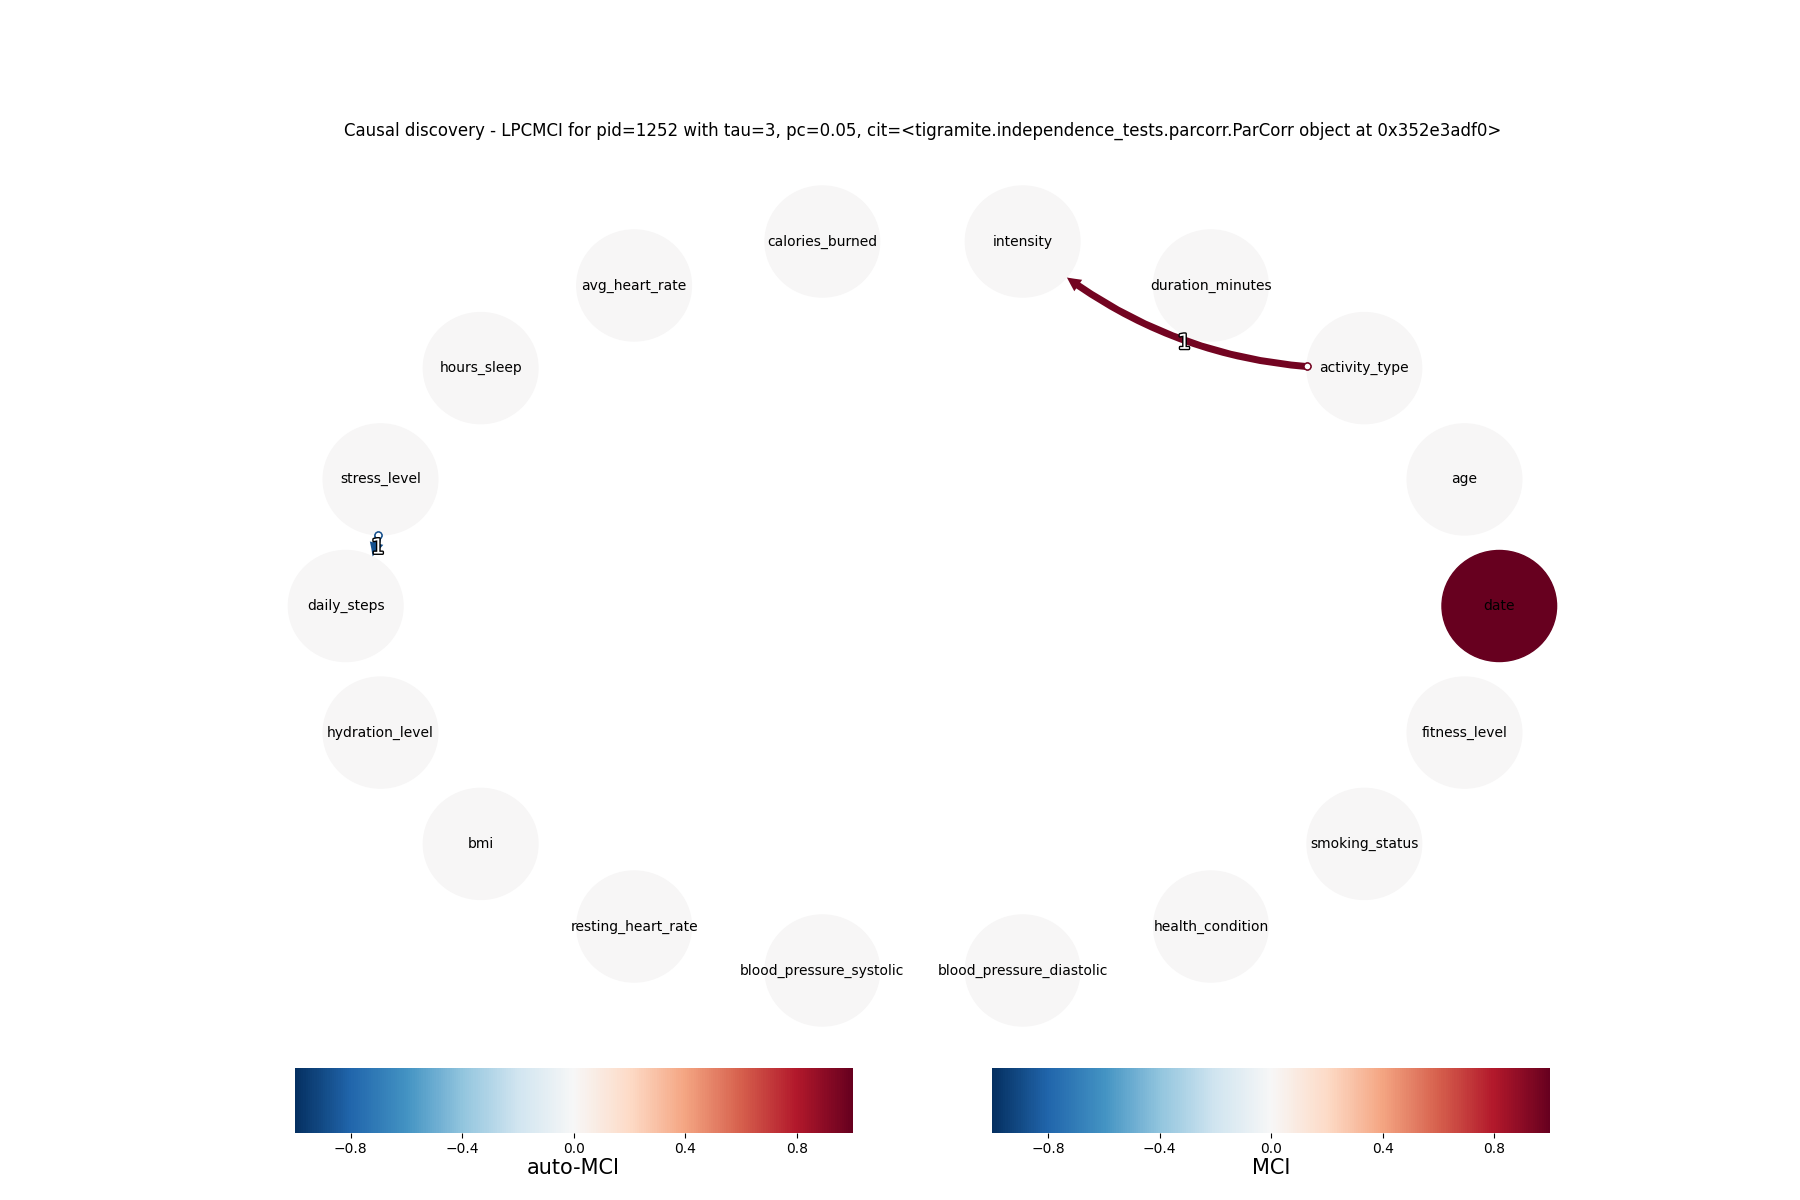 Causal discovery - LPCMCI for pid=1252 with tau=3, pc=0.05, cit=<tigramite.independence_tests.parcorr.ParCorr object at 0x352e3adf0>
calories_burned
intensity
avg_heart_rate
duration_minutes
1
hours_sleep
activity_type
stress_level
age
1
daily_steps
date
hydration_level
fitness_level
bmi
smoking_status
resting_heart_rate
health_condition
blood_pressure_systolic
blood_pressure_diastolic
−0.8 −0.4 0.0 0.4 0.8
auto-MCI
−0.8 −0.4 0.0 0.4 0.8
MCI